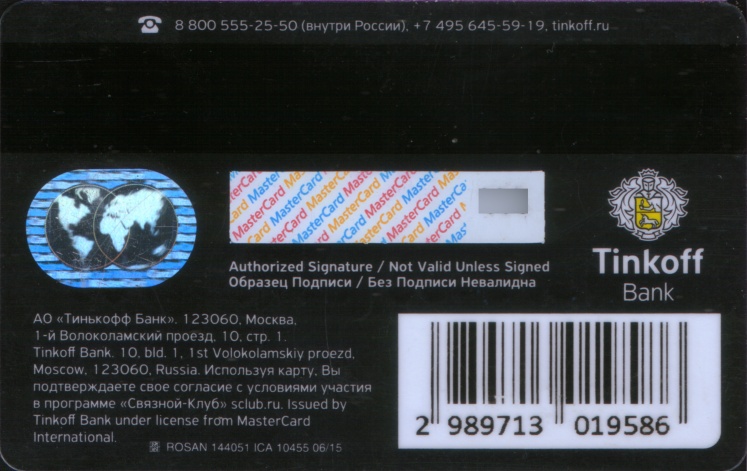 8 800 555-25-50 (внутри России), +7 495 645-59-19, tinkoff.ru
MasterCard MasterCard MasterCard
Authorized Signature / Not Valid Unless Signed
Образец Подписи / Без Подписи Невалидна
Tinkoff
Bank
АО «Тинькофф Банк». 123060, Москва,
1-й Волоколамский проезд. 10, стр. 1.
Tinkoff Bank. 10, bld. 1, 1st Volokolamskiy proezd,
Moscow, 123060, Russia. Используя карту, Вы
подтверждаете свое согласие с условиями участия
в программе «Связной-Клуб» sclub.ru. Issued by
Tinkoff Bank under license from MasterCard
International.
ROSAN 144051 ICA 10455 06/15
2 989713 019586